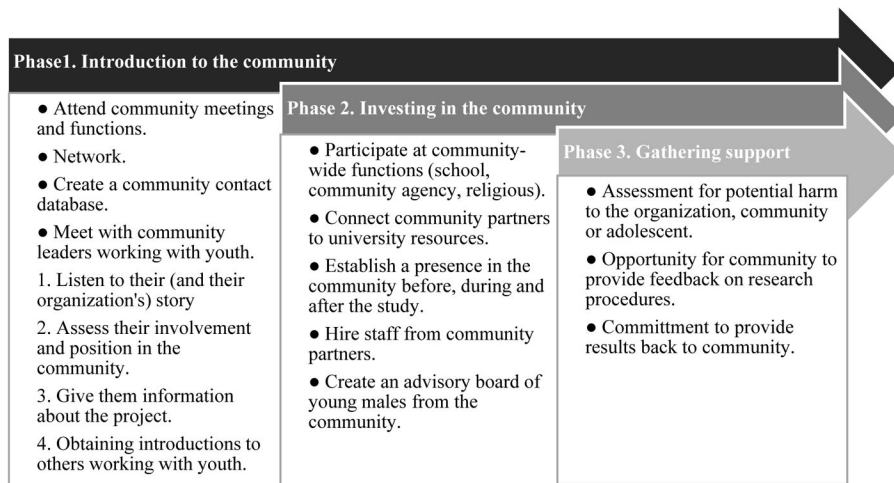 Phase1. Introduction to the community
● Attend community meetings
and functions.
● Network.
● Create a community contact
database.
● Meet with community
leaders working with youth.
1. Listen to their (and their
organization's) story
2. Assess their involvement
and position in the
community.
3. Give them information
about the project.
4. Obtaining introductions to
others working with youth.
Phase 2. Investing in the community
● Participate at community-
wide functions (school,
community agency, religious).
● Connect community partners
to university resources.
● Establish a presence in the
community before, during and
after the study.
● Hire staff from community
partners.
● Create an advisory board of
young males from the
community.
Phase 3. Gathering support
● Assessment for potential harm
to the organization, community
or adolescent.
● Opportunity for community to
provide feedback on research
procedures.
● Committment to provide
results back to community.